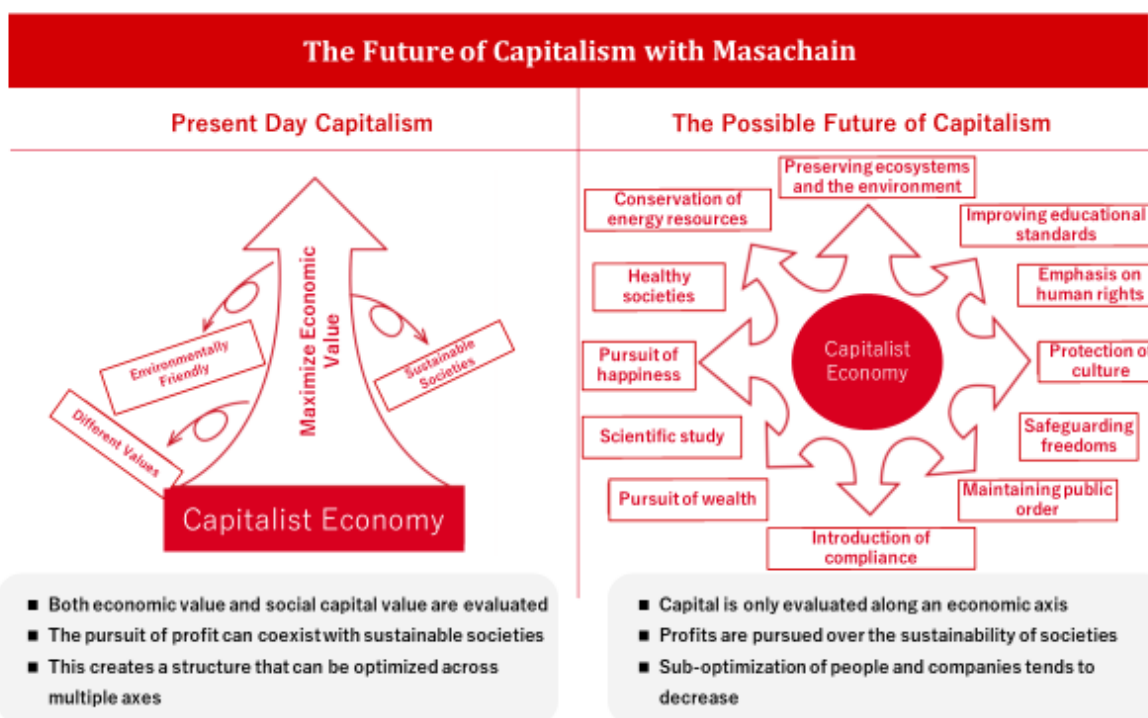 The Future of Capitalism with Masachain
Present Day Capitalism
Maximize Economic
Value
Environmentally
Friendly
Sustainable
Societies
Different Values
Capitalist Economy
■ Both economic value and social capital value are evaluated
■ The pursuit of profit can coexist with sustainable societies
■ This creates a structure that can be optimized across
multiple axes
The Possible Future of Capitalism
Preserving ecosystems
and the environment
Conservation of
energy resources
Improving educational
standards
Healthy
societies
Emphasis on
human rights
Pursuit of
happiness
Capitalist
Economy
Protection of
culture
Scientific study
Safeguarding
freedoms
Pursuit of wealth
Maintaining public
order
Introduction of
compliance
■ Capital is only evaluated along an economic axis
■ Profits are pursued over the sustainability of societies
■ Sub-optimization of people and companies tends to
decrease